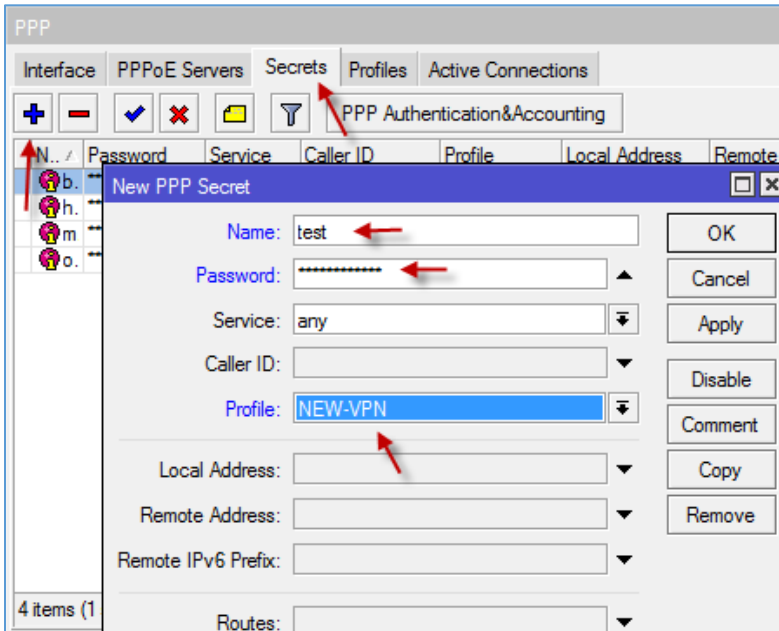 PPP
Interface PPPoE Servers Secrets Profiles Active Connections
PPP Authentication&Accounting
N.. Password Service Caller ID Profile Local Address Remote
b. **
h. **
m **
o. **
New PPP Secret
Name: test
OK
Password: ************
Cancel
Service: any
Apply
Caller ID:
Disable
Profile: NEW-VPN
Comment
Local Address:
Copy
Remote Address:
Remove
Remote IPv6 Prefix:
4 items (1
Routes: